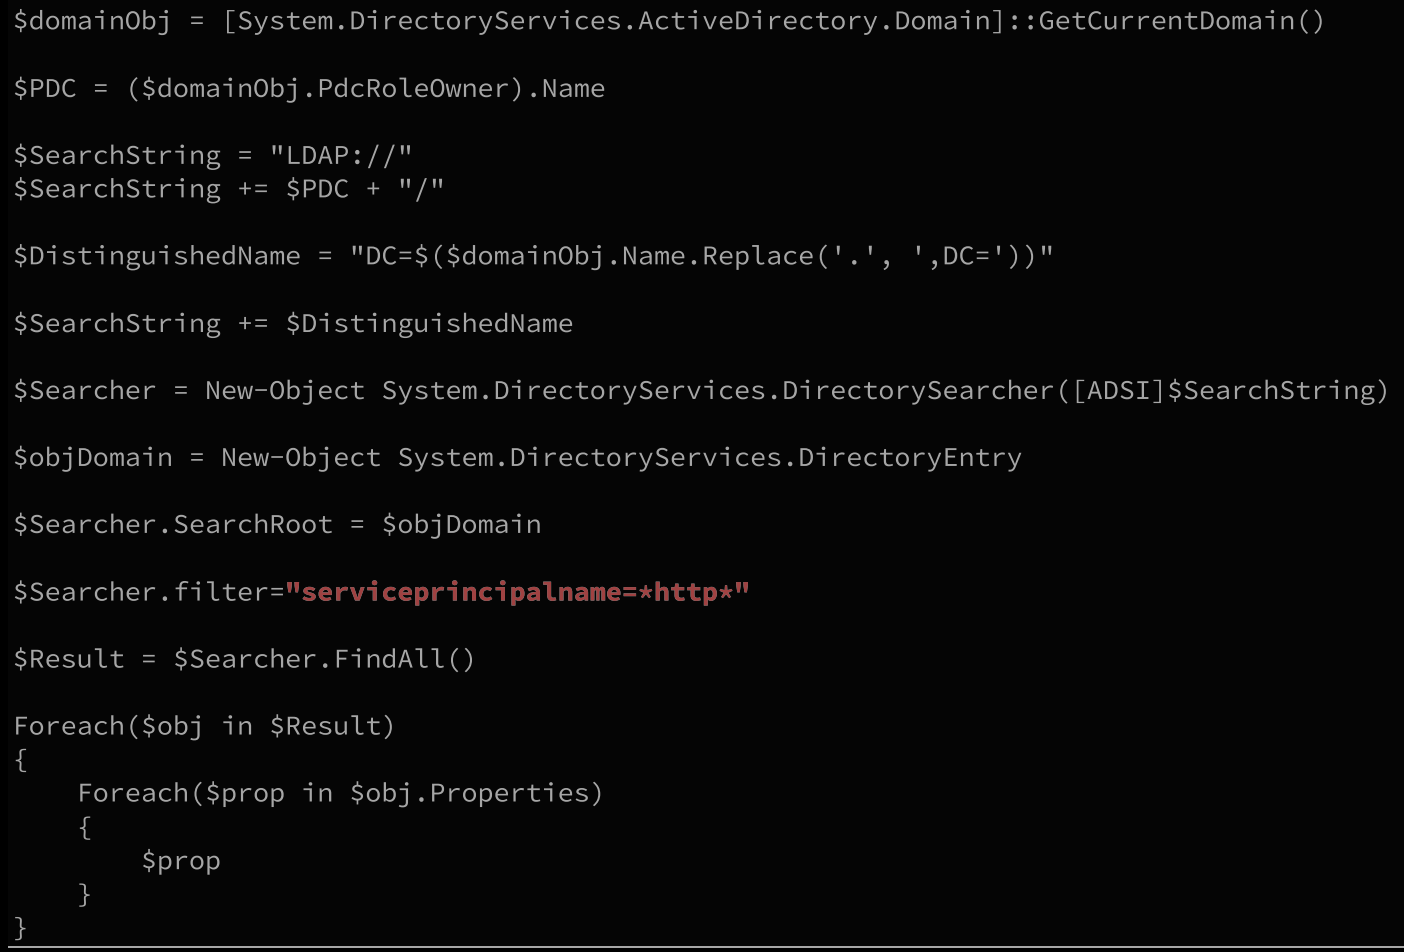 $domainObj = [System.DirectoryServices.ActiveDirectory.Domain]::GetCurrentDomain()
$PDC = ($domainObj.PdcRoleOwner).Name
$SearchString = "LDAP://"
$SearchString += $PDC + "/"
$DistinguishedName = "DC=$($domainObj.Name.Replace('.', ',DC='))"
$SearchString += $DistinguishedName
$Searcher = New-Object System.DirectoryServices.DirectorySearcher([ADSI]$SearchString)
$objDomain = New-Object System.DirectoryServices.DirectoryEntry
$Searcher.SearchRoot = $objDomain
$Searcher.filter="serviceprincipalname=*http*"
$Result = $Searcher.FindAll()
Foreach($obj in $Result)
{
    Foreach($prop in $obj.Properties)
    {
        $prop
    }
}